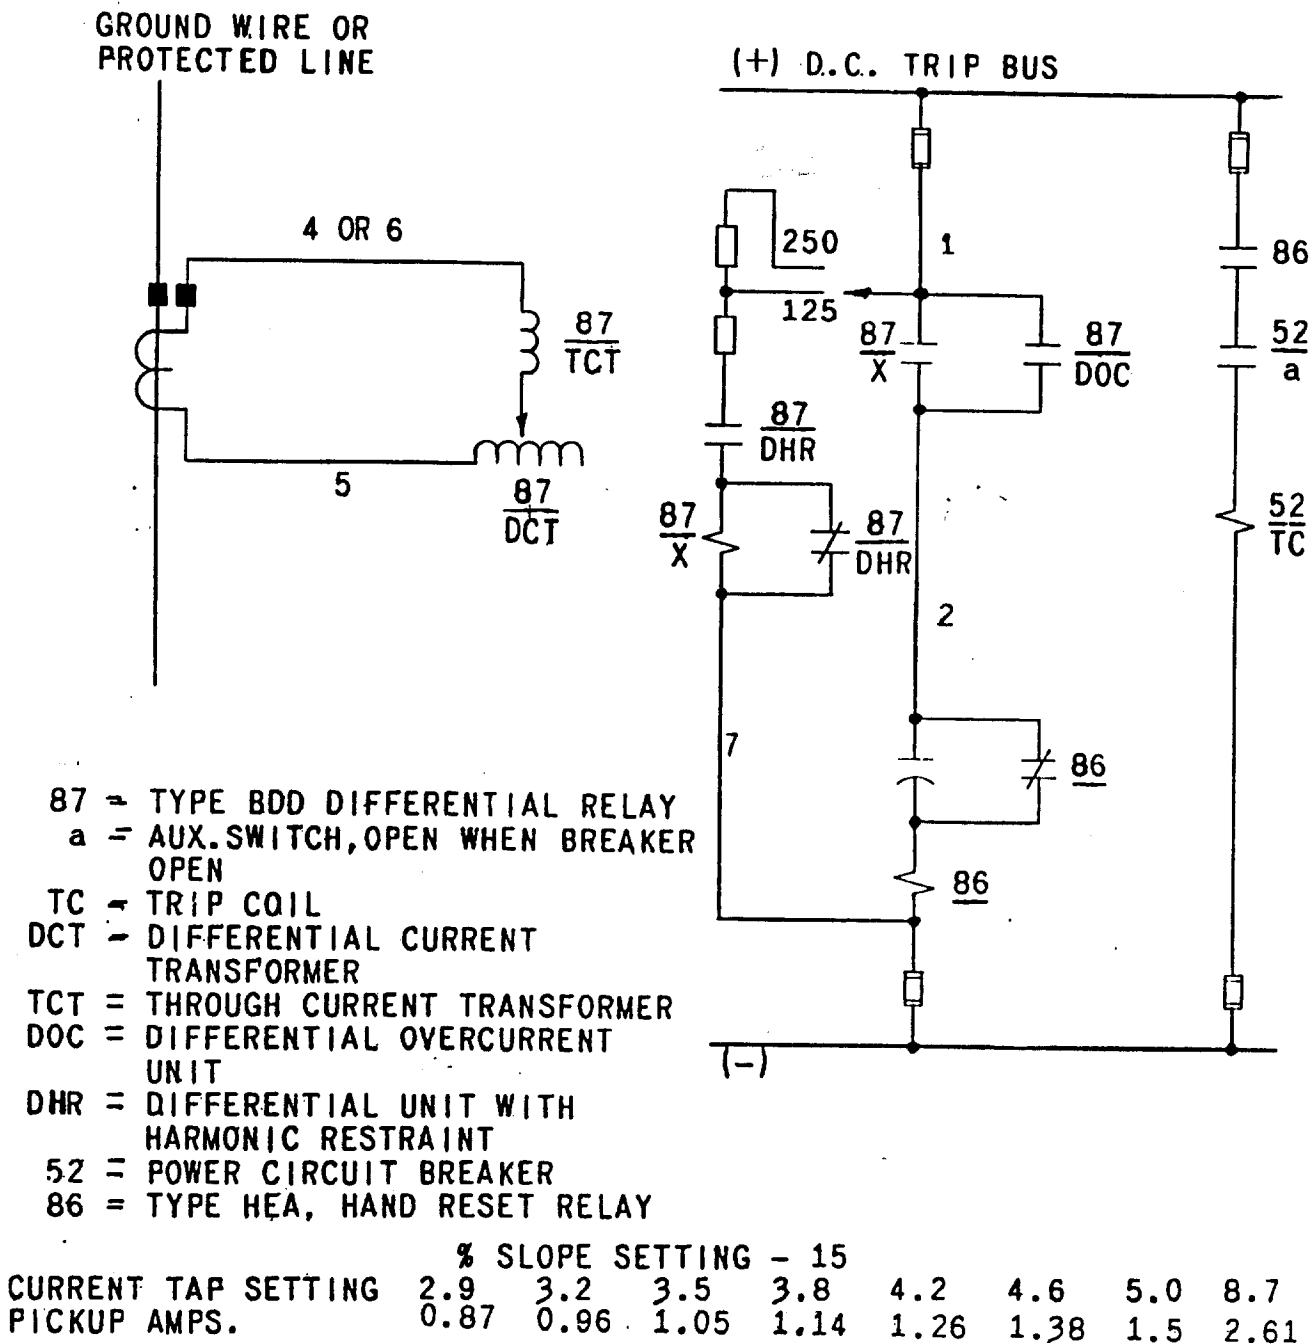 GROUND WIRE OR
PROTECTED LINE
(+) D.C. TRIP BUS
4 OR 6
250
1
86
125
87
TCT
87
X
87
DOC
52
a
87
DHR
5
87
DCT
87
X
87
DHR
52
TC
2
7
86
86
(-)
87 = TYPE BDD DIFFERENTIAL RELAY
a = AUX.SWITCH,OPEN WHEN BREAKER
OPEN
TC - TRIP COIL
DCT - DIFFERENTIAL CURRENT
TRANSFORMER
TCT = THROUGH CURRENT TRANSFORMER
DOC = DIFFERENTIAL OVERCURRENT
UNIT
DHR = DIFFERENTIAL UNIT WITH
HARMONIC RESTRAINT
52 = POWER CIRCUIT BREAKER
86 = TYPE HEA, HAND RESET RELAY
% SLOPE SETTING - 15
CURRENT TAP SETTING 2.9 3.2 3.5 3.8 4.2 4.6 5.0 8.7
PICKUP AMPS. 0.87 0.96 1.05 1.14 1.26 1.38 1.5 2.61